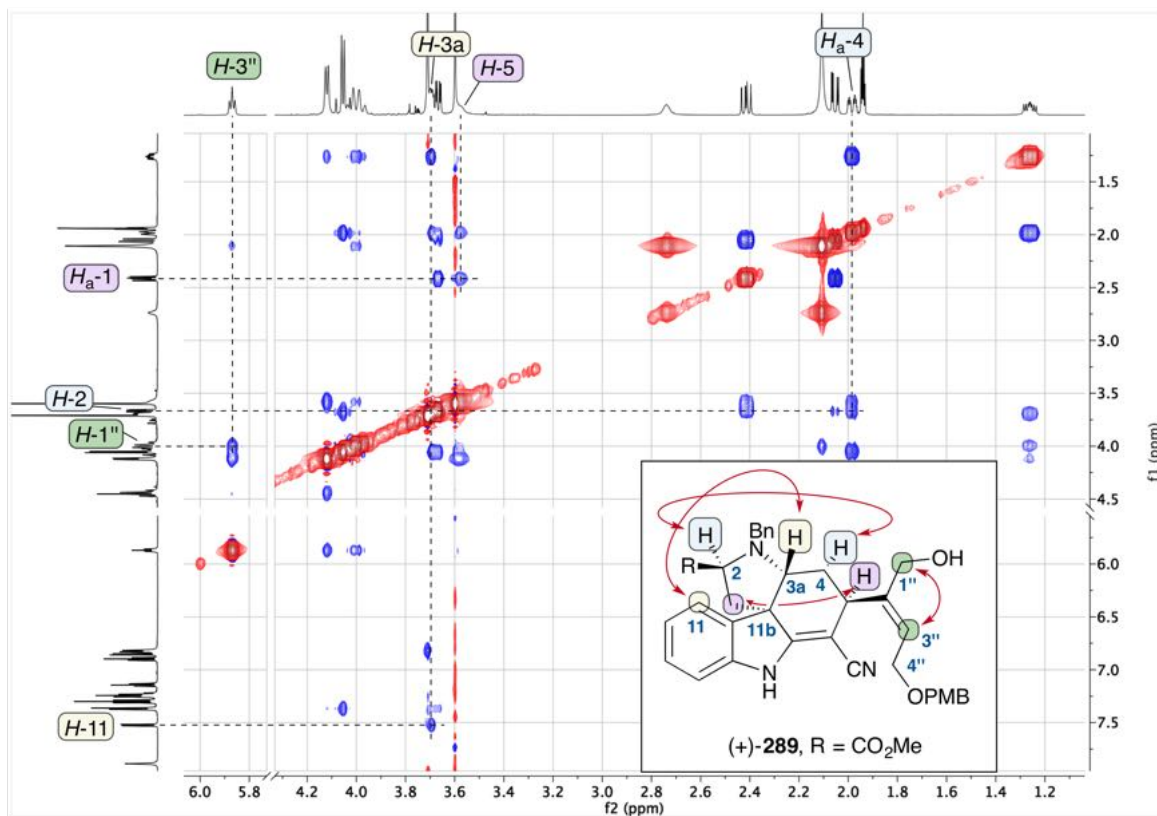 H-3"
H-3a
H-5
Hₐ-4
Hₐ-1
H-2
H-1"
H-11
1.5
2.0
2.5
3.0
3.5
4.0
4.5
6.0
6.5
7.0
7.5
f1 (ppm)
6.0 5.8 4.2 4.0 3.8 3.6 3.4 3.2 3.0 2.8 2.6 2.4 2.2 2.0 1.8 1.6 1.4 1.2
f2 (ppm)
H Bn H H
N OH
R 2 H 1"
3a 4
11 11b 3"
N CN 4"
H OPMB
(+)-289, R = CO₂Me